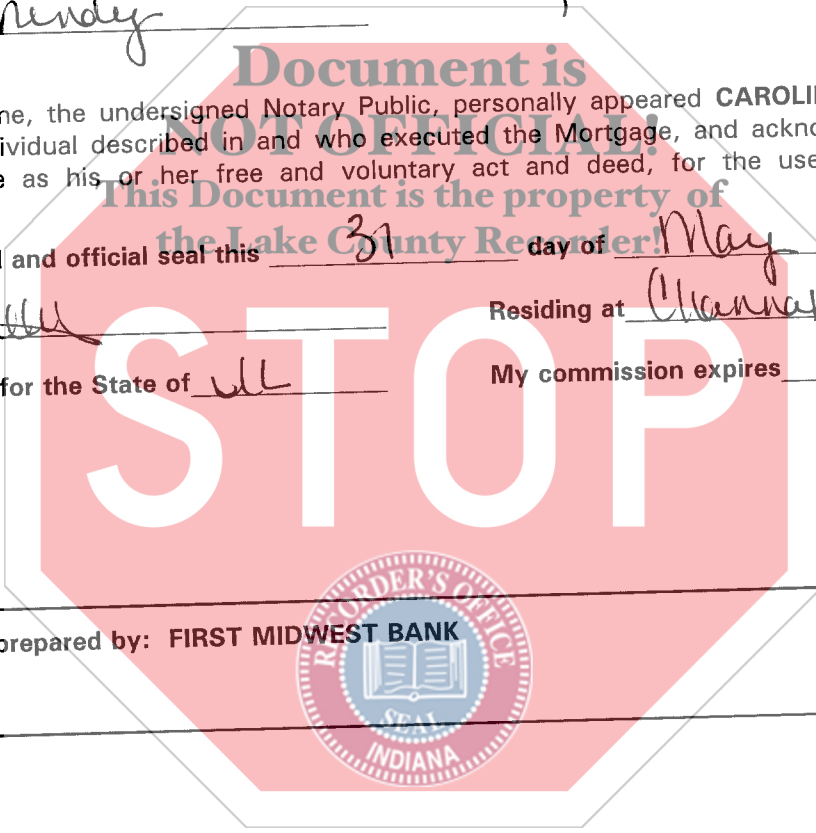 Document is
ne, the undersigned Notary Public, personally appeared CAROLI
NOT OFFICIAL!
ividual described in and who executed the Mortgage, and ackno
e as his or her free and voluntary act and deed, for the use
This Document is the property of
the Lake County Recorder!
and official seal this 31 day of May
Residing at Channa
for the State of ILL
My commission expires
STOP
prepared by: FIRST MIDWEST BANK
RECORDER'S OFFICE
SEAL
INDIANA